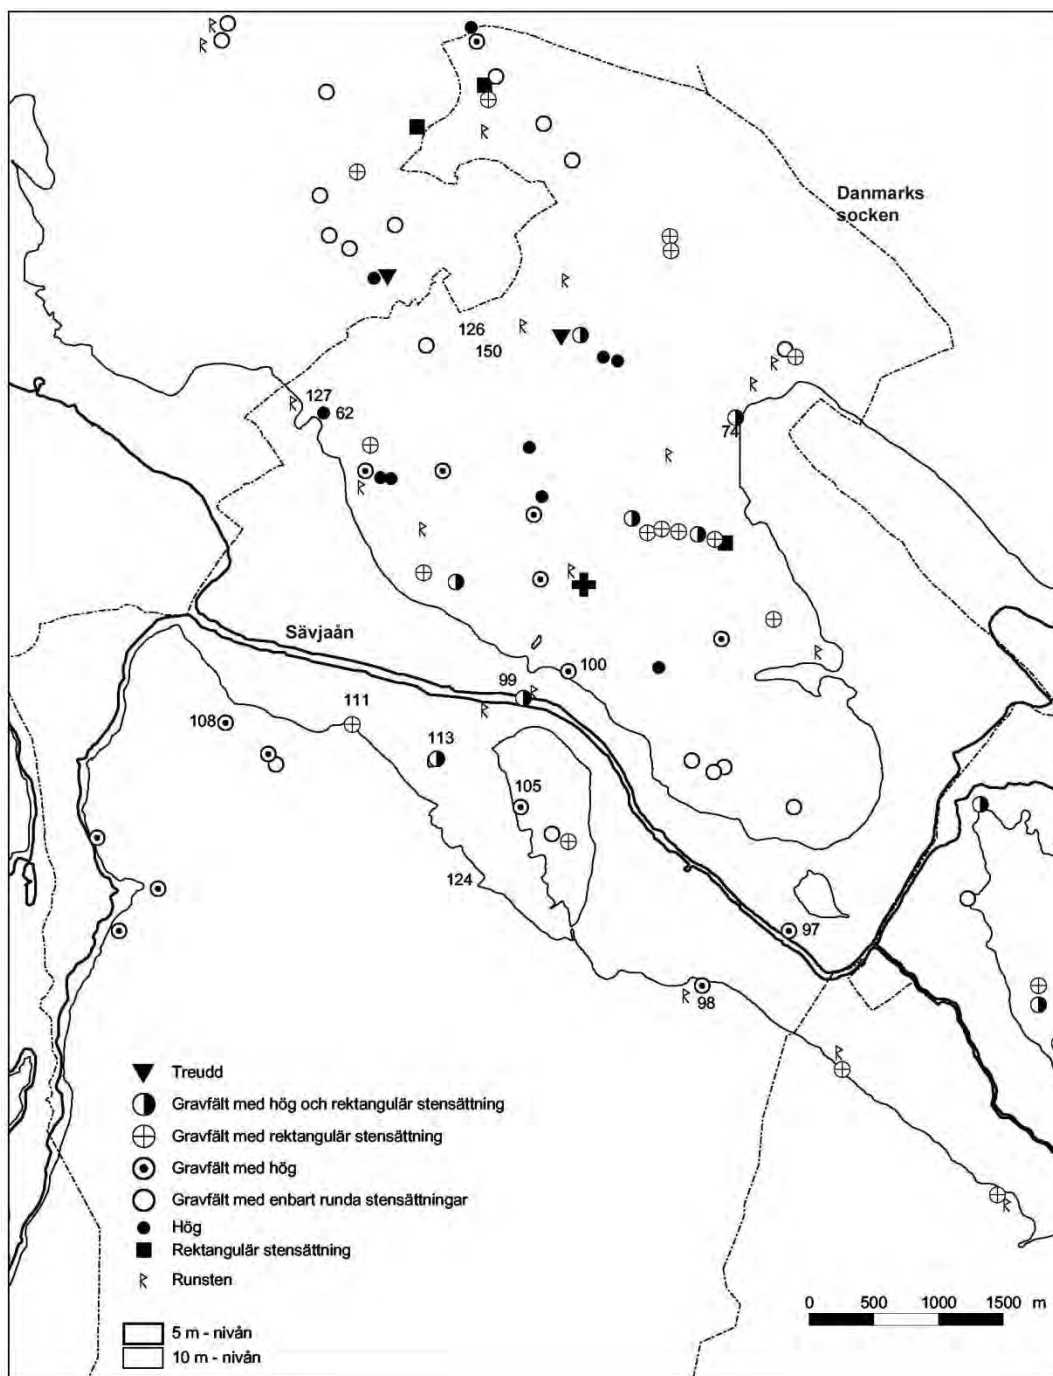 Danmarks
socken
126
150
127
62
74
Sävjaån
100
99
111
108
113
105
124
97
98
Treudd
Gravfält med hög och rektangulär stensättning
Gravfält med rektangulär stensättning
Gravfält med hög
Gravfält med enbart runda stensättningar
Hög
Rektangulär stensättning
Runsten
0 500 1000 1500 m
5 m - nivån
10 m - nivån